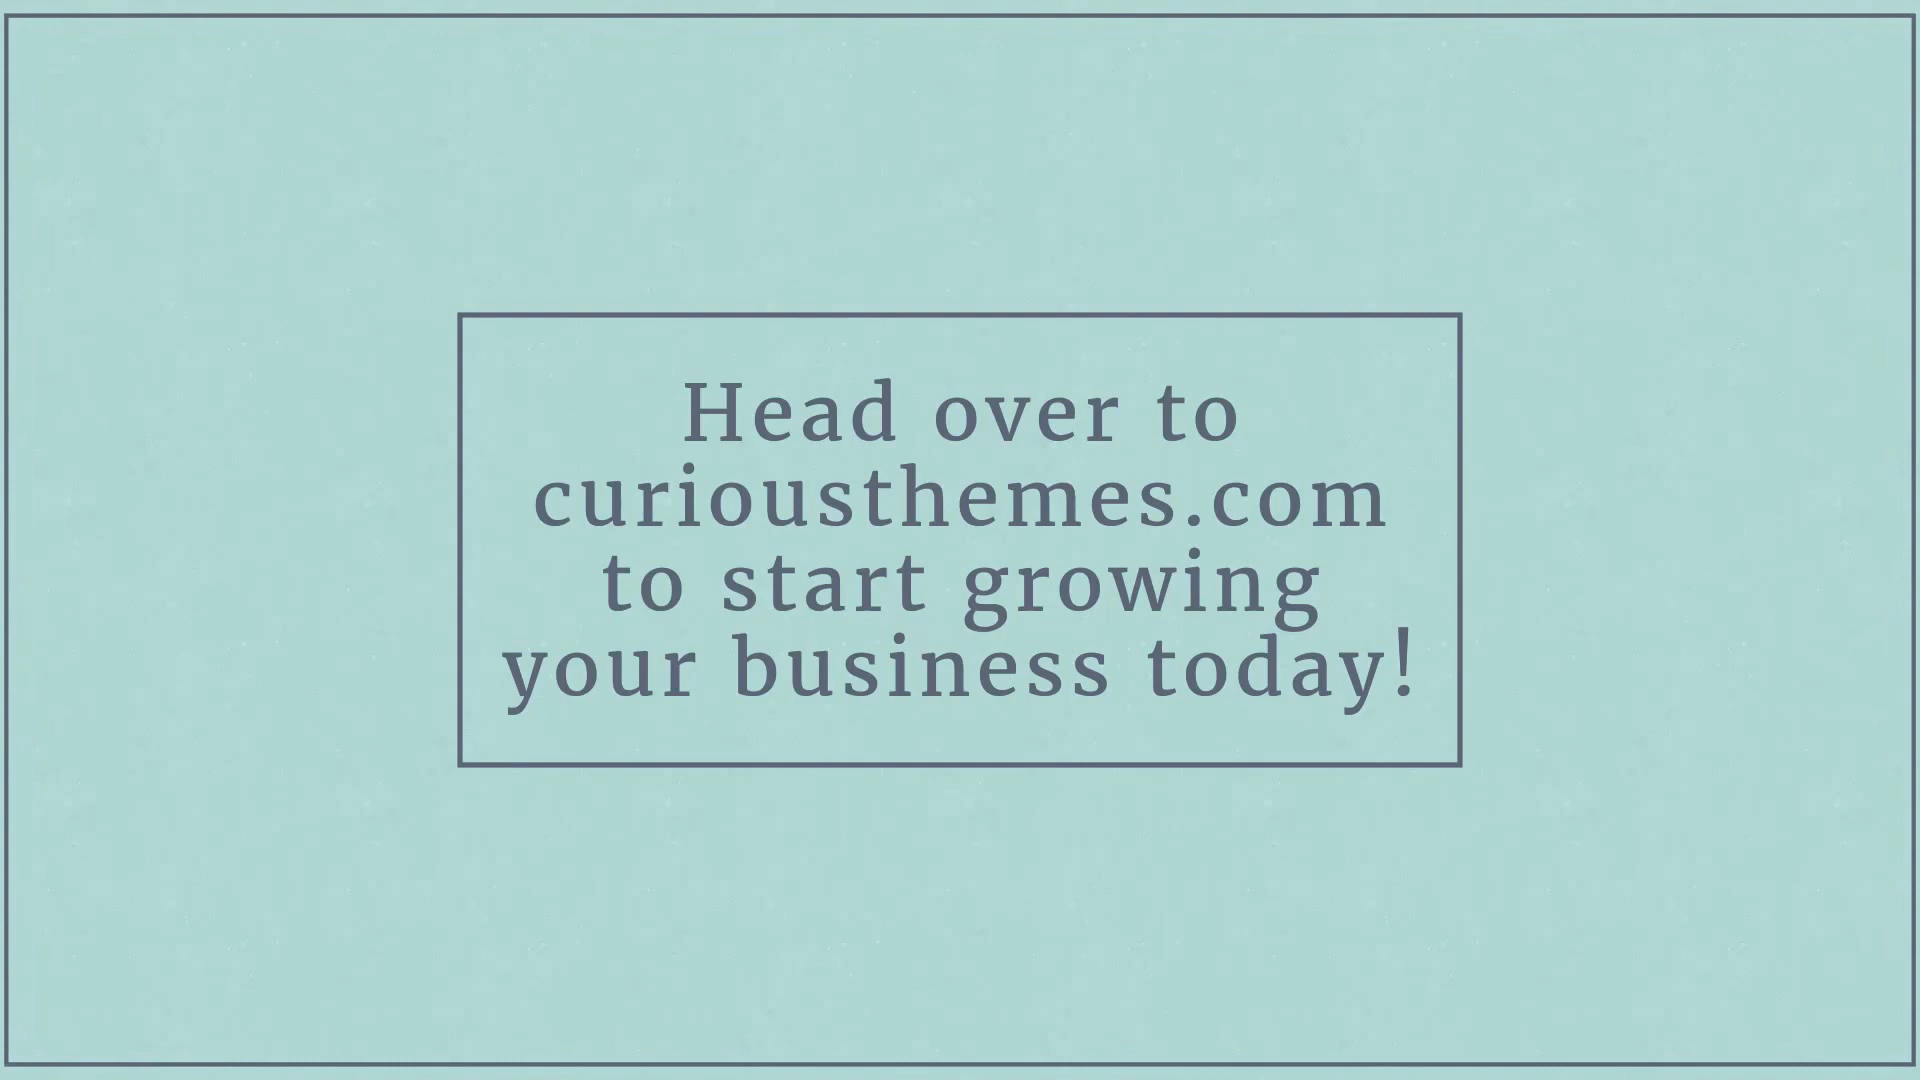 Head over to
curiousthemes.com
to start growing
your business today!